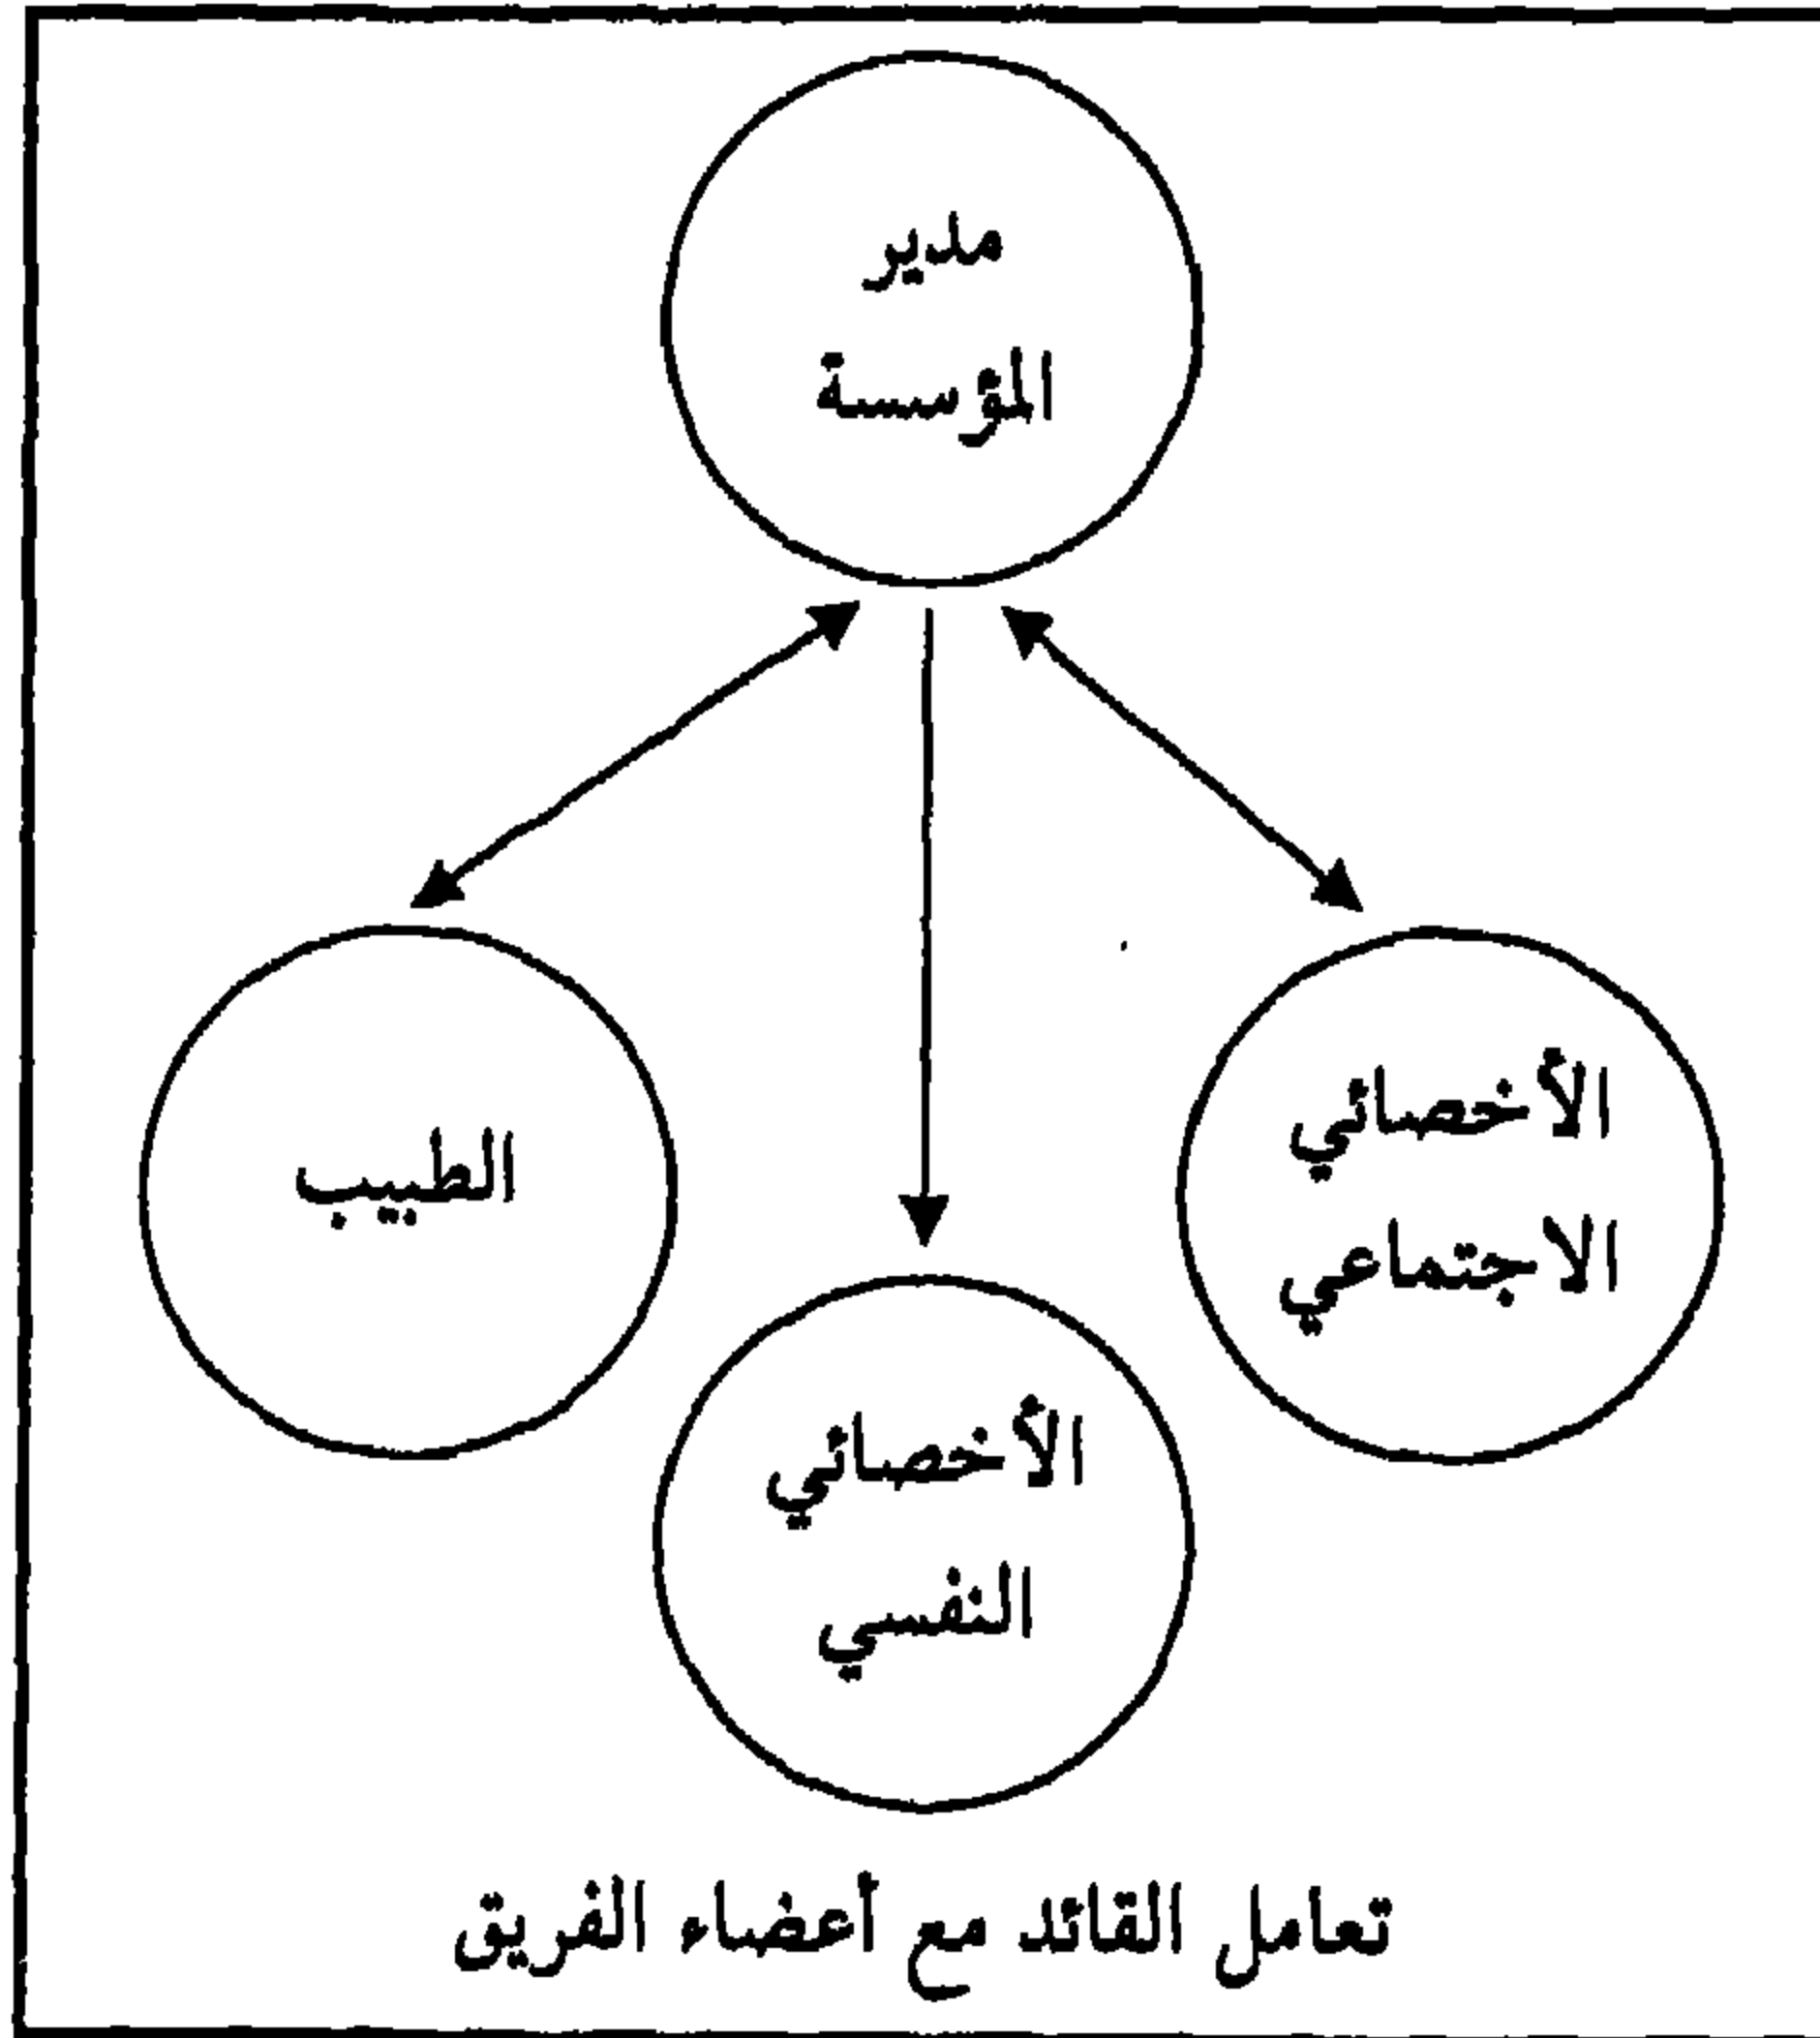 مدير
المؤسسة
الأخصائي
الاجتماعي
الطبيب
الأخصائي
النفسي
تعامل القائد مع أعضاء الفريق